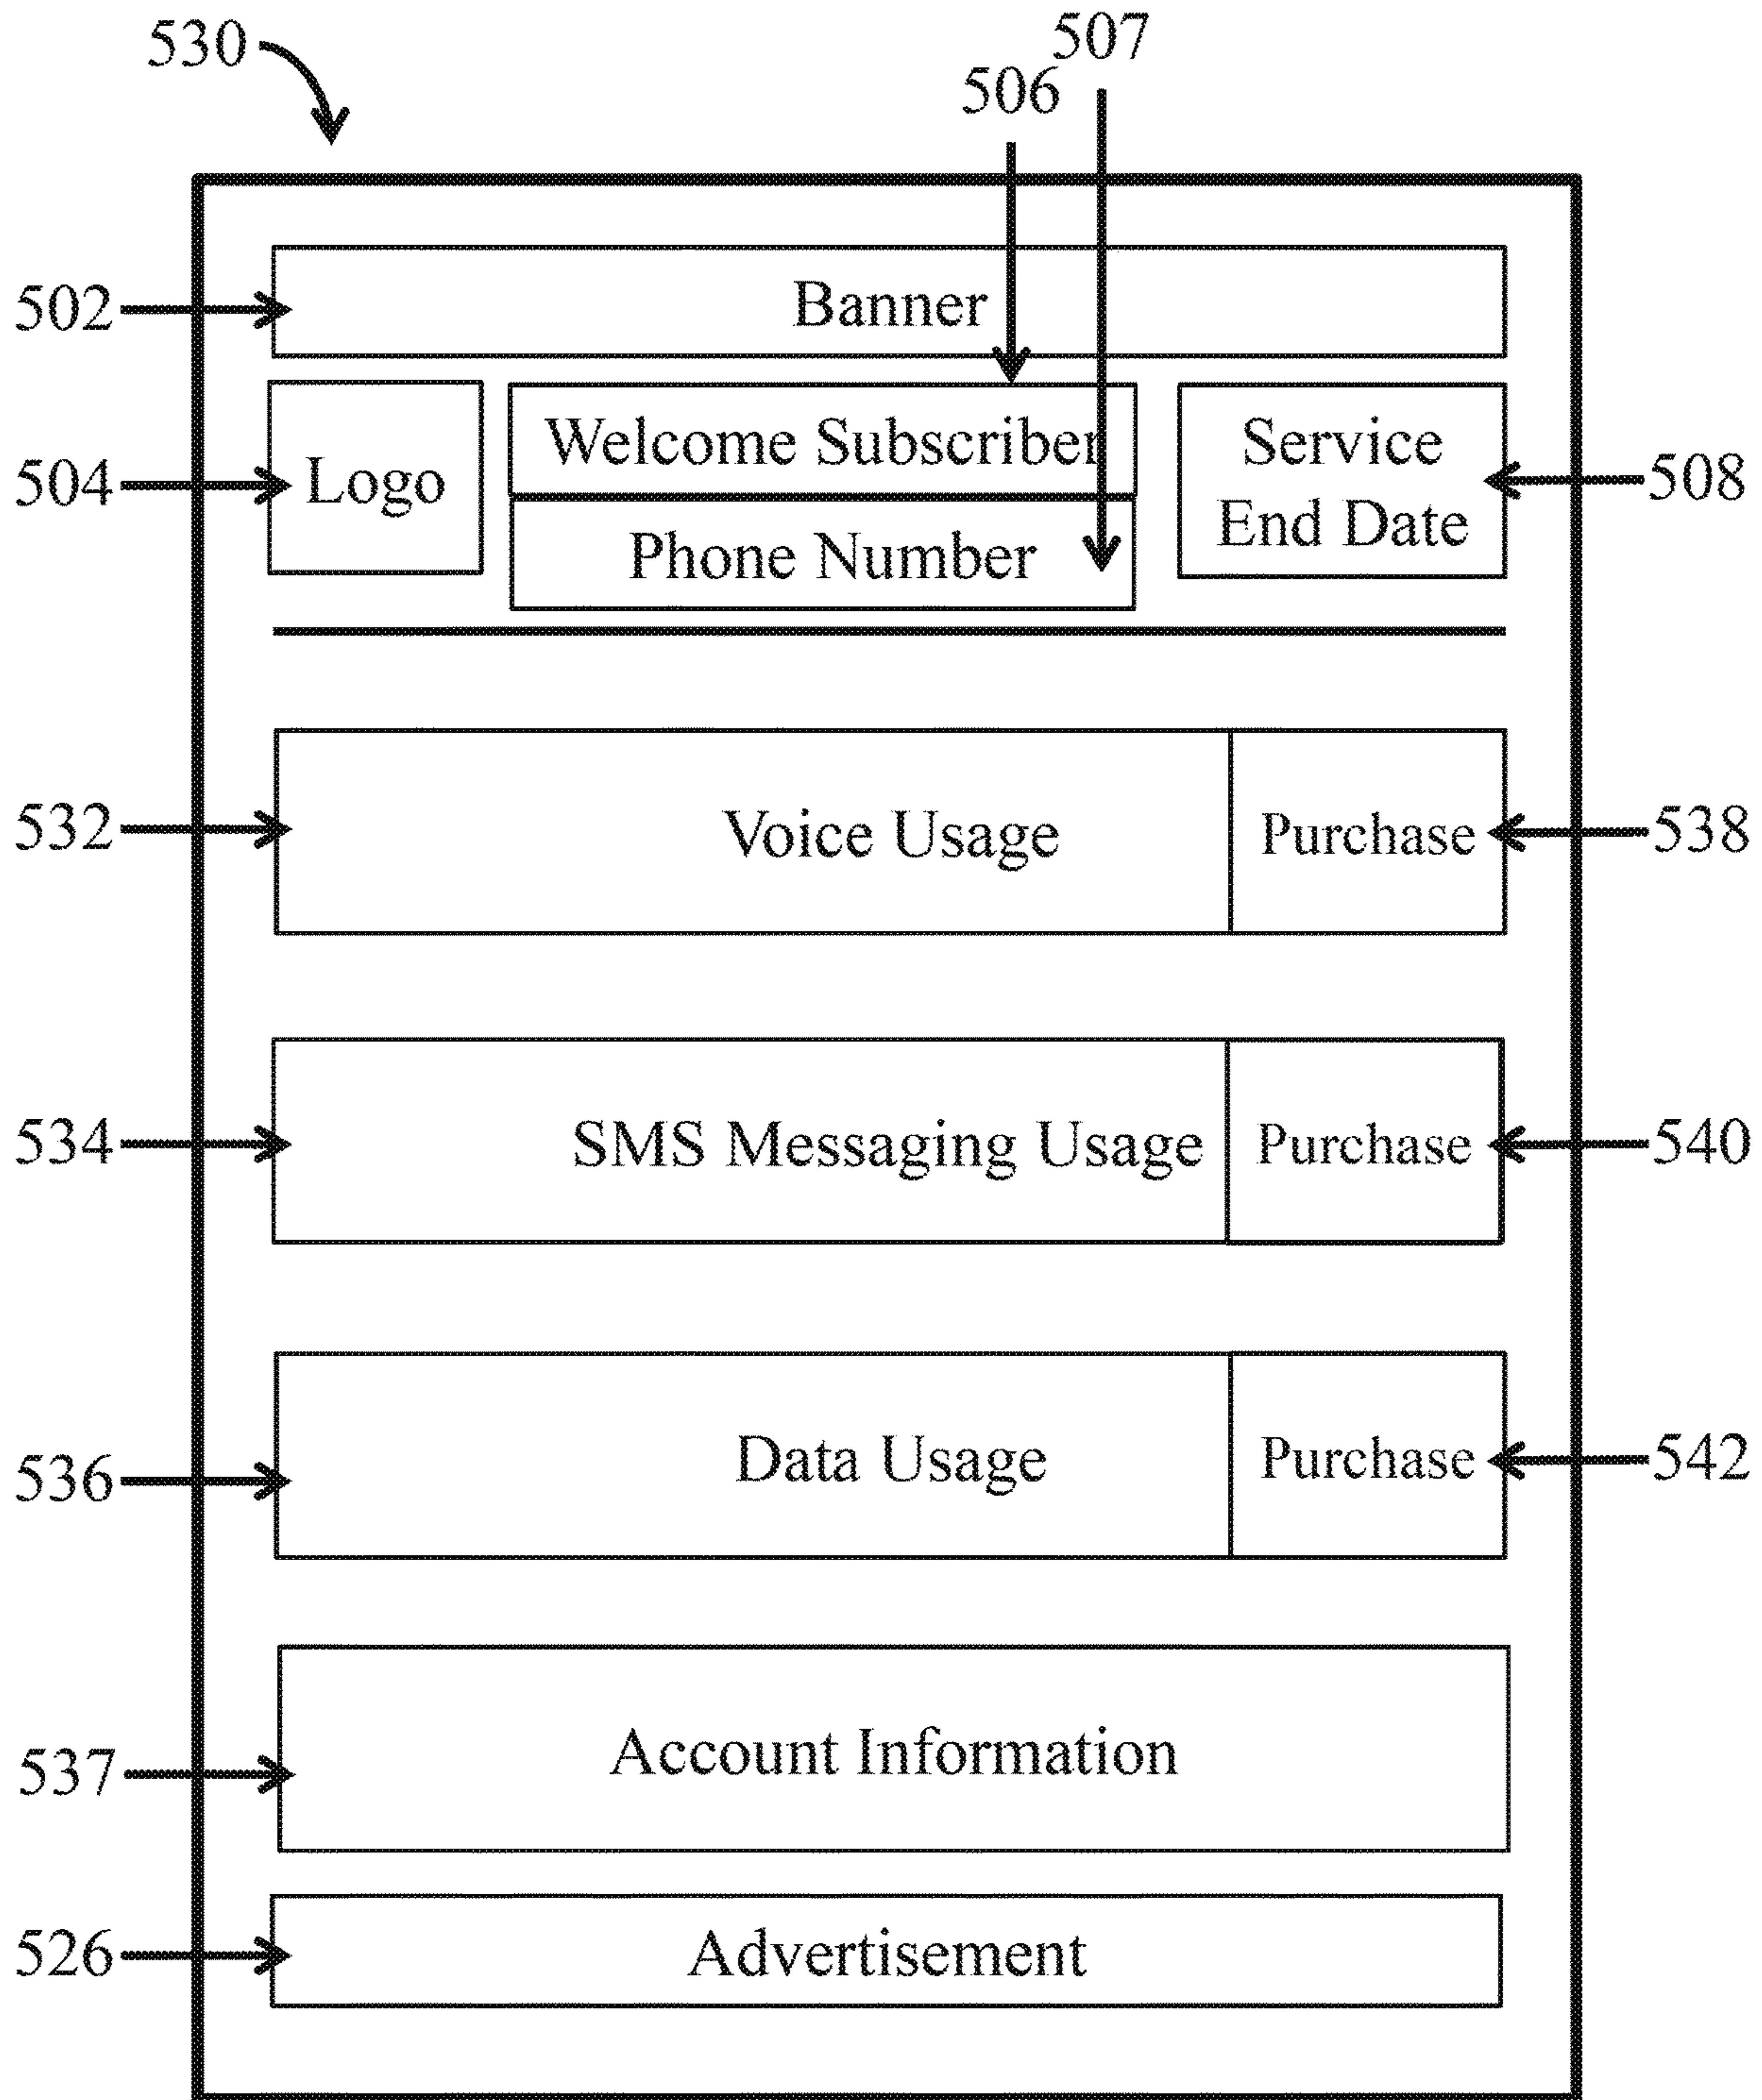 507
530
506
502
Banner
504
Logo
Welcome Subscriber
Phone Number
Service
End Date
508
532
Voice Usage
Purchase
538
534
SMS Messaging Usage
Purchase
540
536
Data Usage
Purchase
542
537
Account Information
526
Advertisement